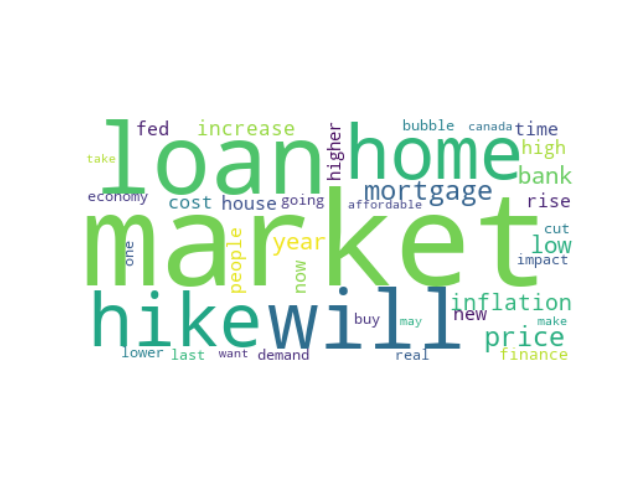 loan
fed
increase
higher
home
bubble
canada
time
high
take
bank
economy
cost
house
going
affordable
mortgage
rise
market
one
people
year
now
cut
low
impact
hike
will
buy
may
inflation
new
make
price
lower
last
want
demand
real
finance